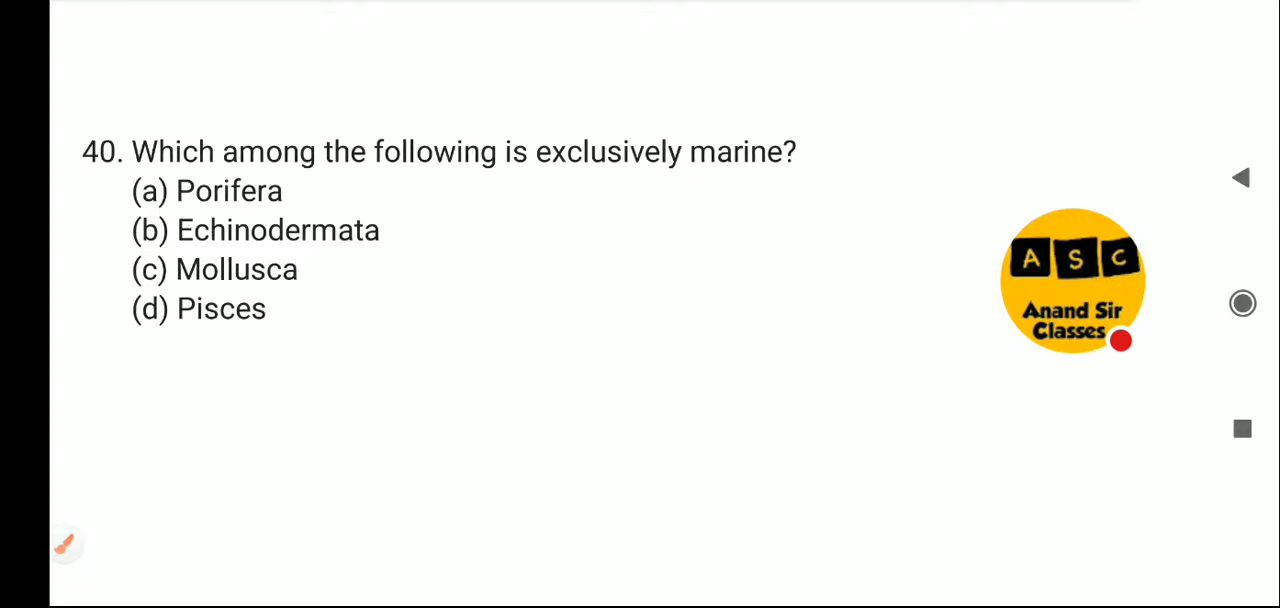 40. Which among the following is exclusively marine?
(a) Porifera
(b) Echinodermata
(c) Mollusca
(d) Pisces
A S C
Anand Sir
Classes